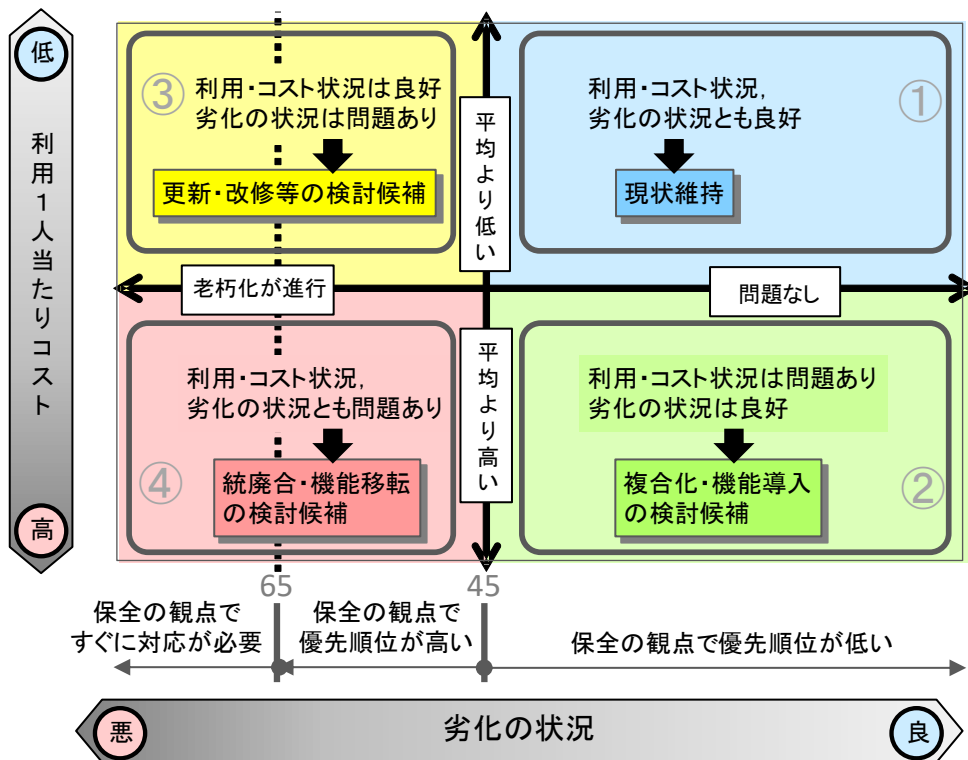 低
利用１人当たりコスト
高
③
利用・コスト状況は良好
劣化の状況は問題あり
更新・改修等の検討候補
平均より低い
①
利用・コスト状況,
劣化の状況とも良好
現状維持
老朽化が進行
問題なし
④
利用・コスト状況,
劣化の状況とも問題あり
統廃合・機能移転
の検討候補
平均より高い
②
利用・コスト状況は問題あり
劣化の状況は良好
複合化・機能導入
の検討候補
65
45
保全の観点で
すぐに対応が必要
保全の観点で
優先順位が高い
保全の観点で優先順位が低い
悪
劣化の状況
良